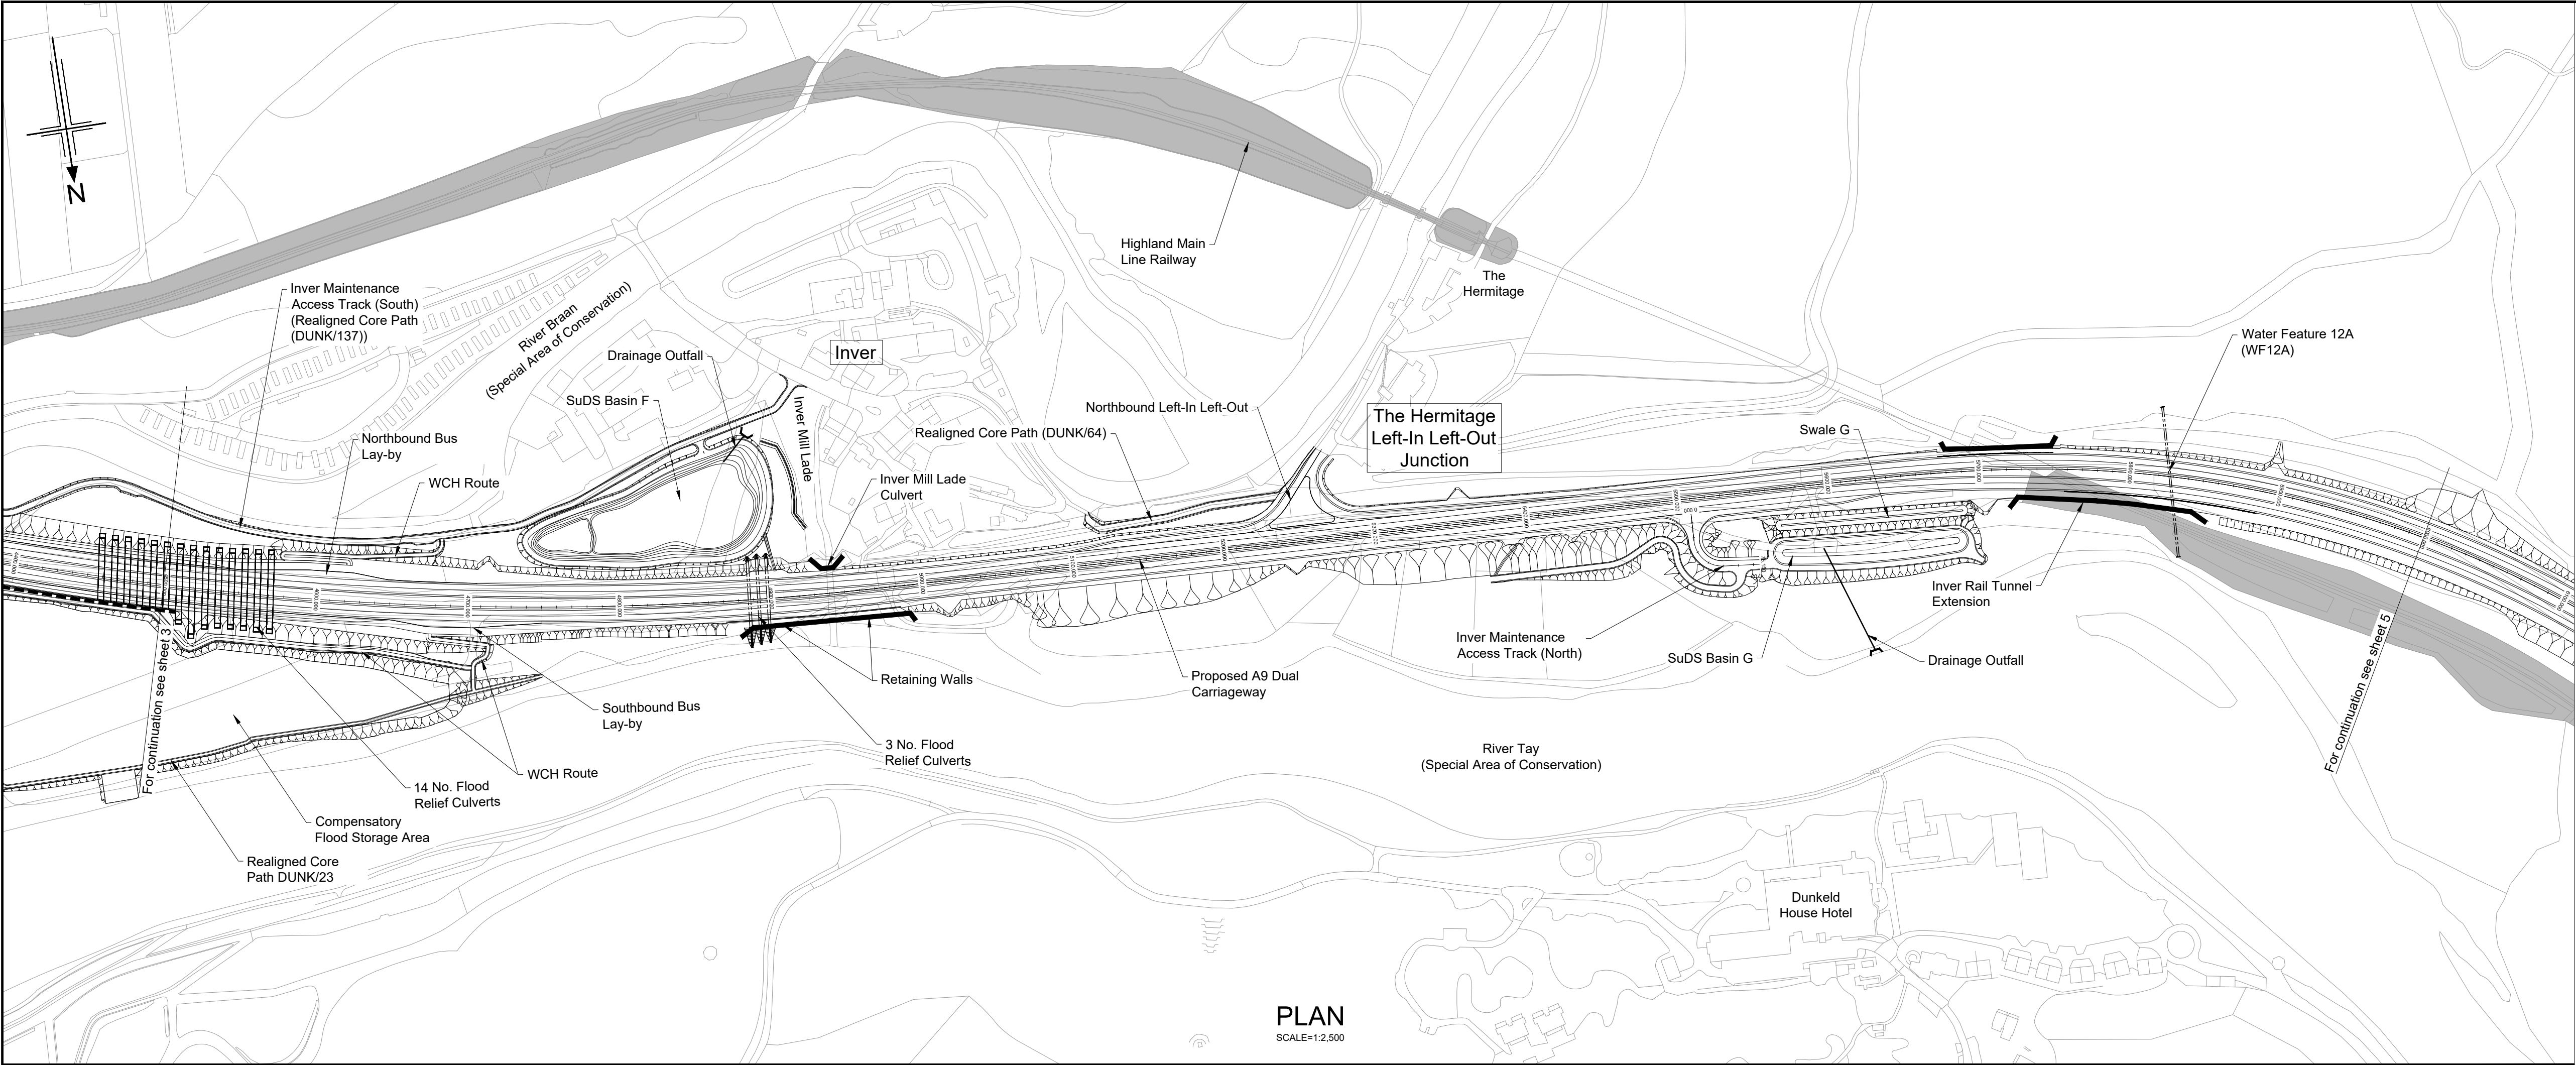 N
Highland Main
Line Railway
The
Hermitage
Inver Maintenance
Access Track (South)
(Realigned Core Path
(DUNK/137))
River Braan
(Special Area of Conservation)
Drainage Outfall
Inver
Water Feature 12A
(WF12A)
SuDS Basin F
Inver Mill Lade
Northbound Left-In Left-Out
The Hermitage
Left-In Left-Out
Junction
Northbound Bus
Lay-by
Realigned Core Path (DUNK/64)
Swale G
WCH Route
Inver Mill Lade
Culvert
Inver Rail Tunnel
Extension
Inver Maintenance
Access Track (North)
SuDS Basin G
Drainage Outfall
Retaining Walls
Proposed A9 Dual
Carriageway
Southbound Bus
Lay-by
For continuation see sheet 3
For continuation see sheet 5
3 No. Flood
Relief Culverts
River Tay
(Special Area of Conservation)
WCH Route
14 No. Flood
Relief Culverts
Compensatory
Flood Storage Area
Realigned Core
Path DUNK/23
Dunkeld
House Hotel
PLAN
SCALE=1:2,500